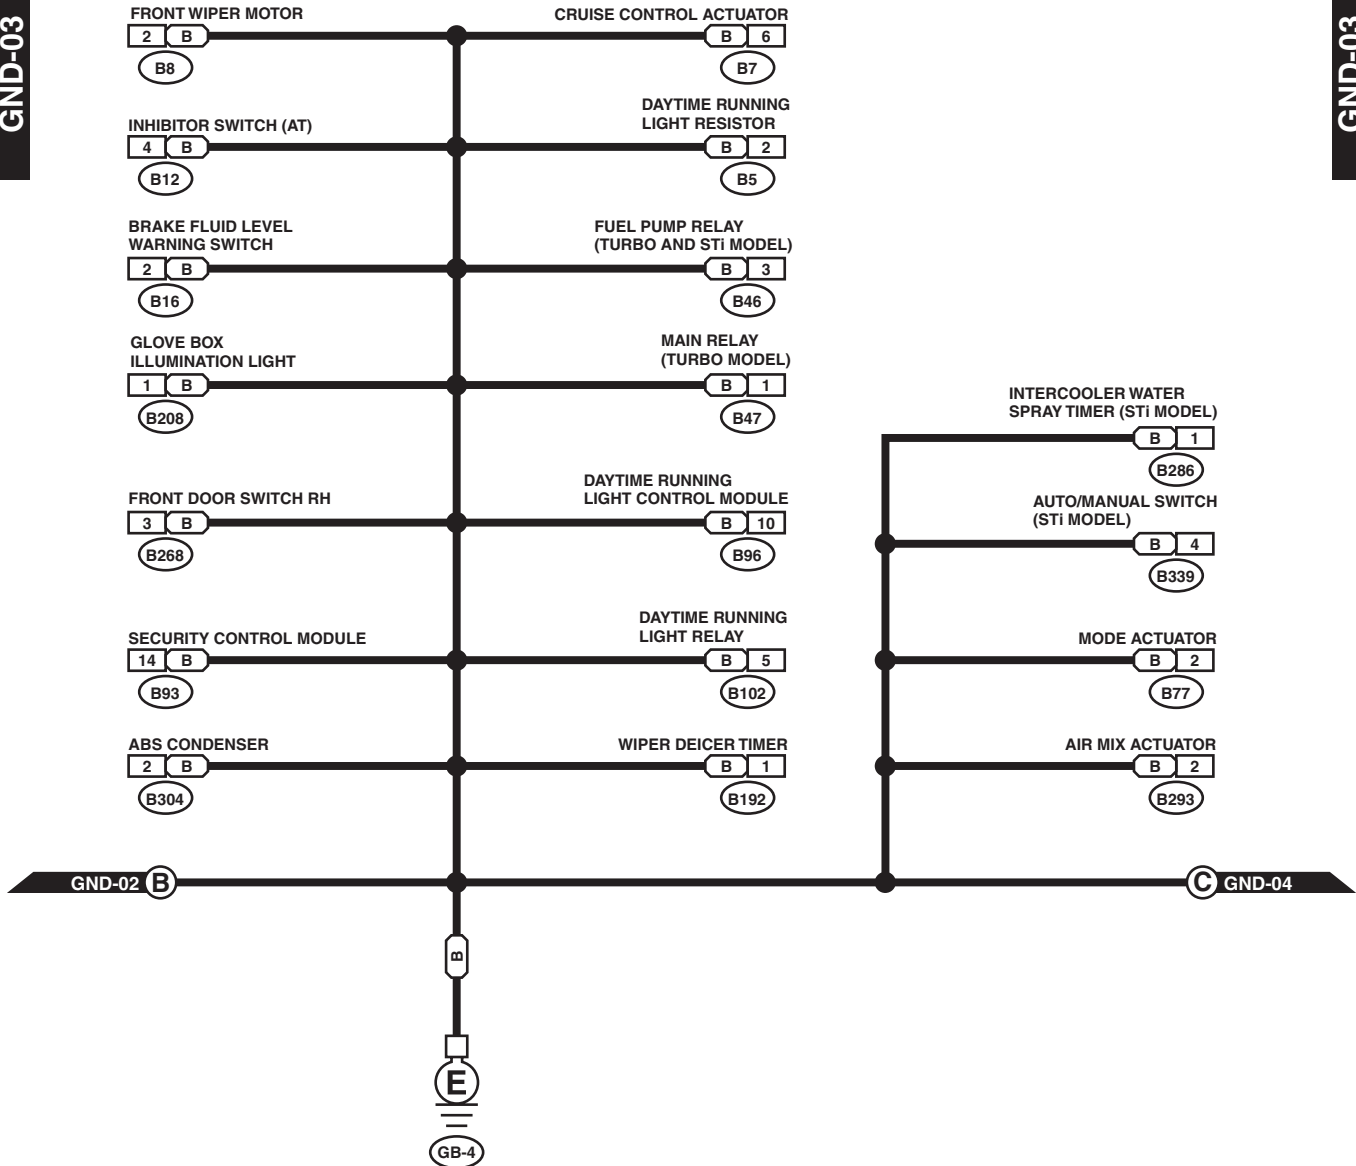 GND-03
GND-03
FRONT WIPER MOTOR
2 B
B8
CRUISE CONTROL ACTUATOR
B 6
B7
INHIBITOR SWITCH (AT)
4 B
B12
DAYTIME RUNNING
LIGHT RESISTOR
B 2
B5
BRAKE FLUID LEVEL
WARNING SWITCH
2 B
B16
FUEL PUMP RELAY
(TURBO AND STi MODEL)
B 3
B46
GLOVE BOX
ILLUMINATION LIGHT
1 B
B208
MAIN RELAY
(TURBO MODEL)
B 1
B47
INTERCOOLER WATER
SPRAY TIMER (STi MODEL)
B 1
B286
FRONT DOOR SWITCH RH
3 B
B268
DAYTIME RUNNING
LIGHT CONTROL MODULE
B 10
B96
AUTO/MANUAL SWITCH
(STi MODEL)
B 4
B339
SECURITY CONTROL MODULE
14 B
B93
DAYTIME RUNNING
LIGHT RELAY
B 5
B102
MODE ACTUATOR
B 2
B77
ABS CONDENSER
2 B
B304
WIPER DEICER TIMER
B 1
B192
AIR MIX ACTUATOR
B 2
B293
GND-02 B
C GND-04
B
E
GB-4